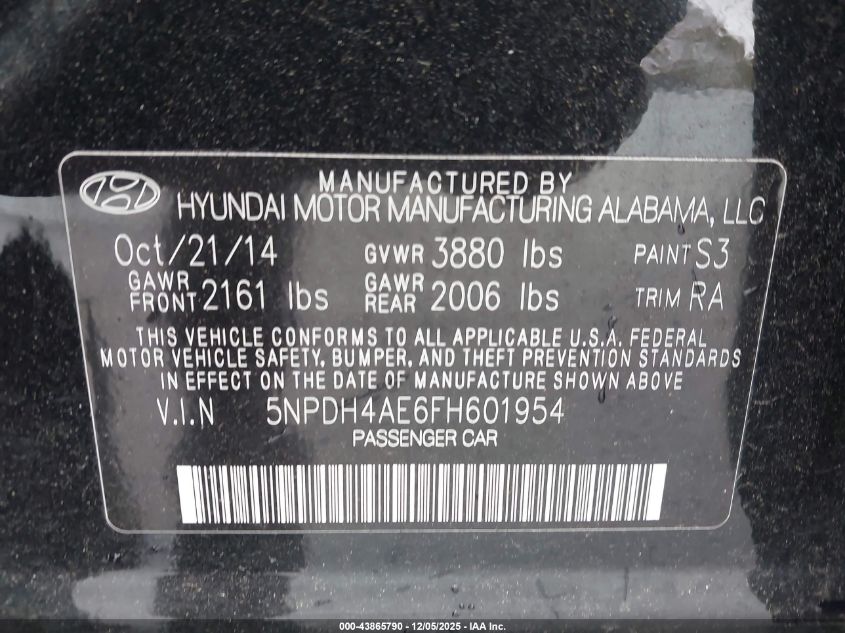 MANUFACTURED BY
HYUNDAI MOTOR MANUFACTURING ALABAMA, LLC
Oct/21/14 GVWR 3880 lbs PAINT S3
GAWR FRONT 2161 lbs GAWR REAR 2006 lbs TRIM RA
THIS VEHICLE CONFORMS TO ALL APPLICABLE U.S.A. FEDERAL
MOTOR VEHICLE SAFETY, BUMPER, AND THEFT PREVENTION STANDARDS
IN EFFECT ON THE DATE OF MANUFACTURE SHOWN ABOVE
V.I.N 5NPDH4AE6FH601954
PASSENGER CAR
000-43865790 - 12/05/2025 - IAA Inc.